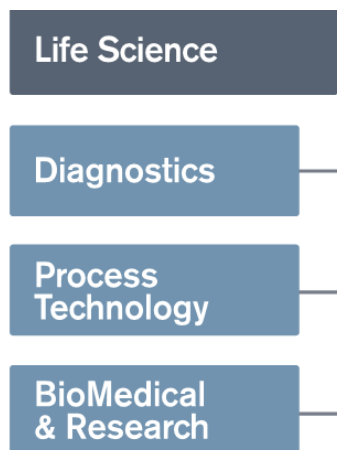 Life Science
Diagnostics
Process
Technology
BioMedical
& Research